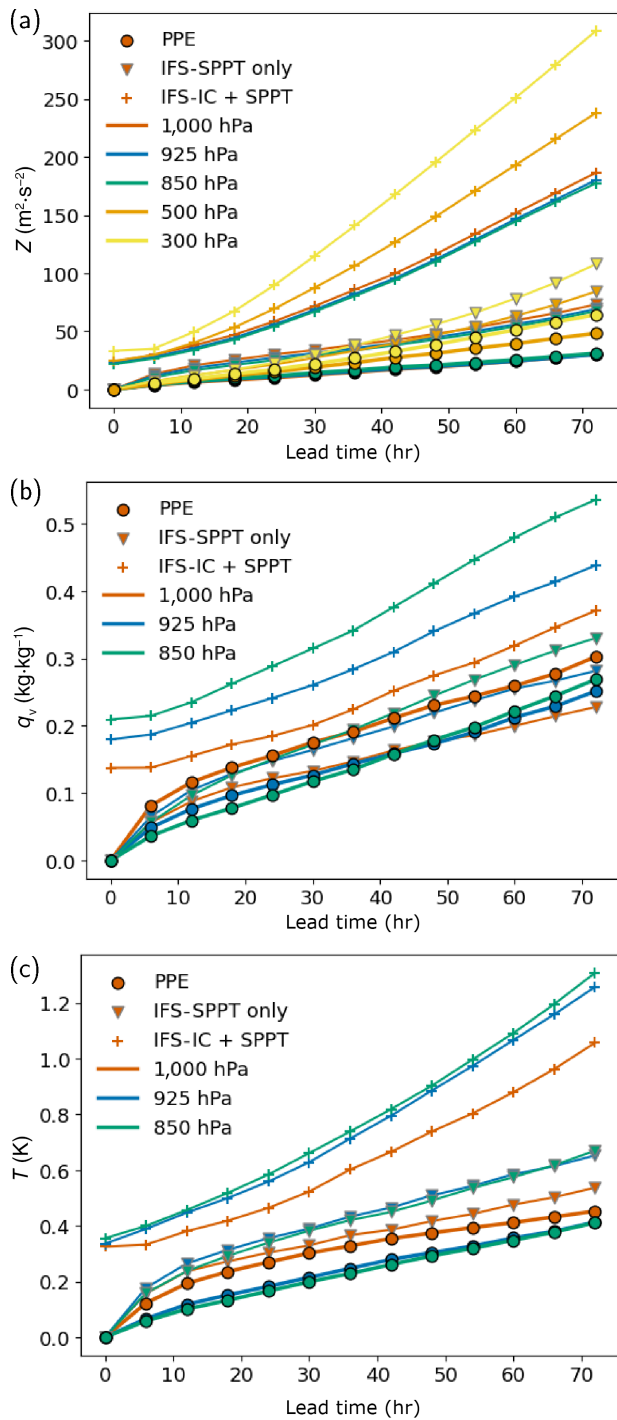 (a)
300
250
200
150
100
50
0
Z (m²·s⁻²)
PPE
IFS-SPPT only
IFS-IC + SPPT
1,000 hPa
925 hPa
850 hPa
500 hPa
300 hPa
0 10 20 30 40 50 60 70
Lead time (hr)
(b)
0.5
0.4
0.3
0.2
0.1
0.0
qᵥ (kg·kg⁻¹)
PPE
IFS-SPPT only
IFS-IC + SPPT
1,000 hPa
925 hPa
850 hPa
0 10 20 30 40 50 60 70
Lead time (hr)
(c)
1.2
1.0
0.8
0.6
0.4
0.2
0.0
T (K)
PPE
IFS-SPPT only
IFS-IC + SPPT
1,000 hPa
925 hPa
850 hPa
0 10 20 30 40 50 60 70
Lead time (hr)